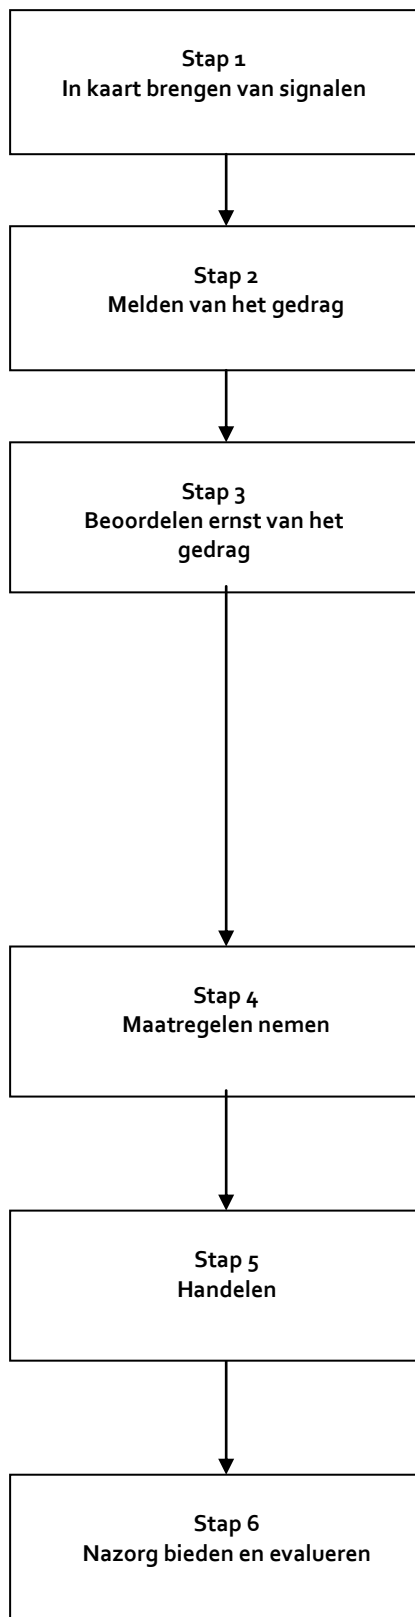 Stap 1
In kaart brengen van signalen
Stap 2
Melden van het gedrag
Stap 3
Beoordelen ernst van het
gedrag
Stap 4
Maatregelen nemen
Stap 5
Handelen
Stap 6
Nazorg bieden en evalueren